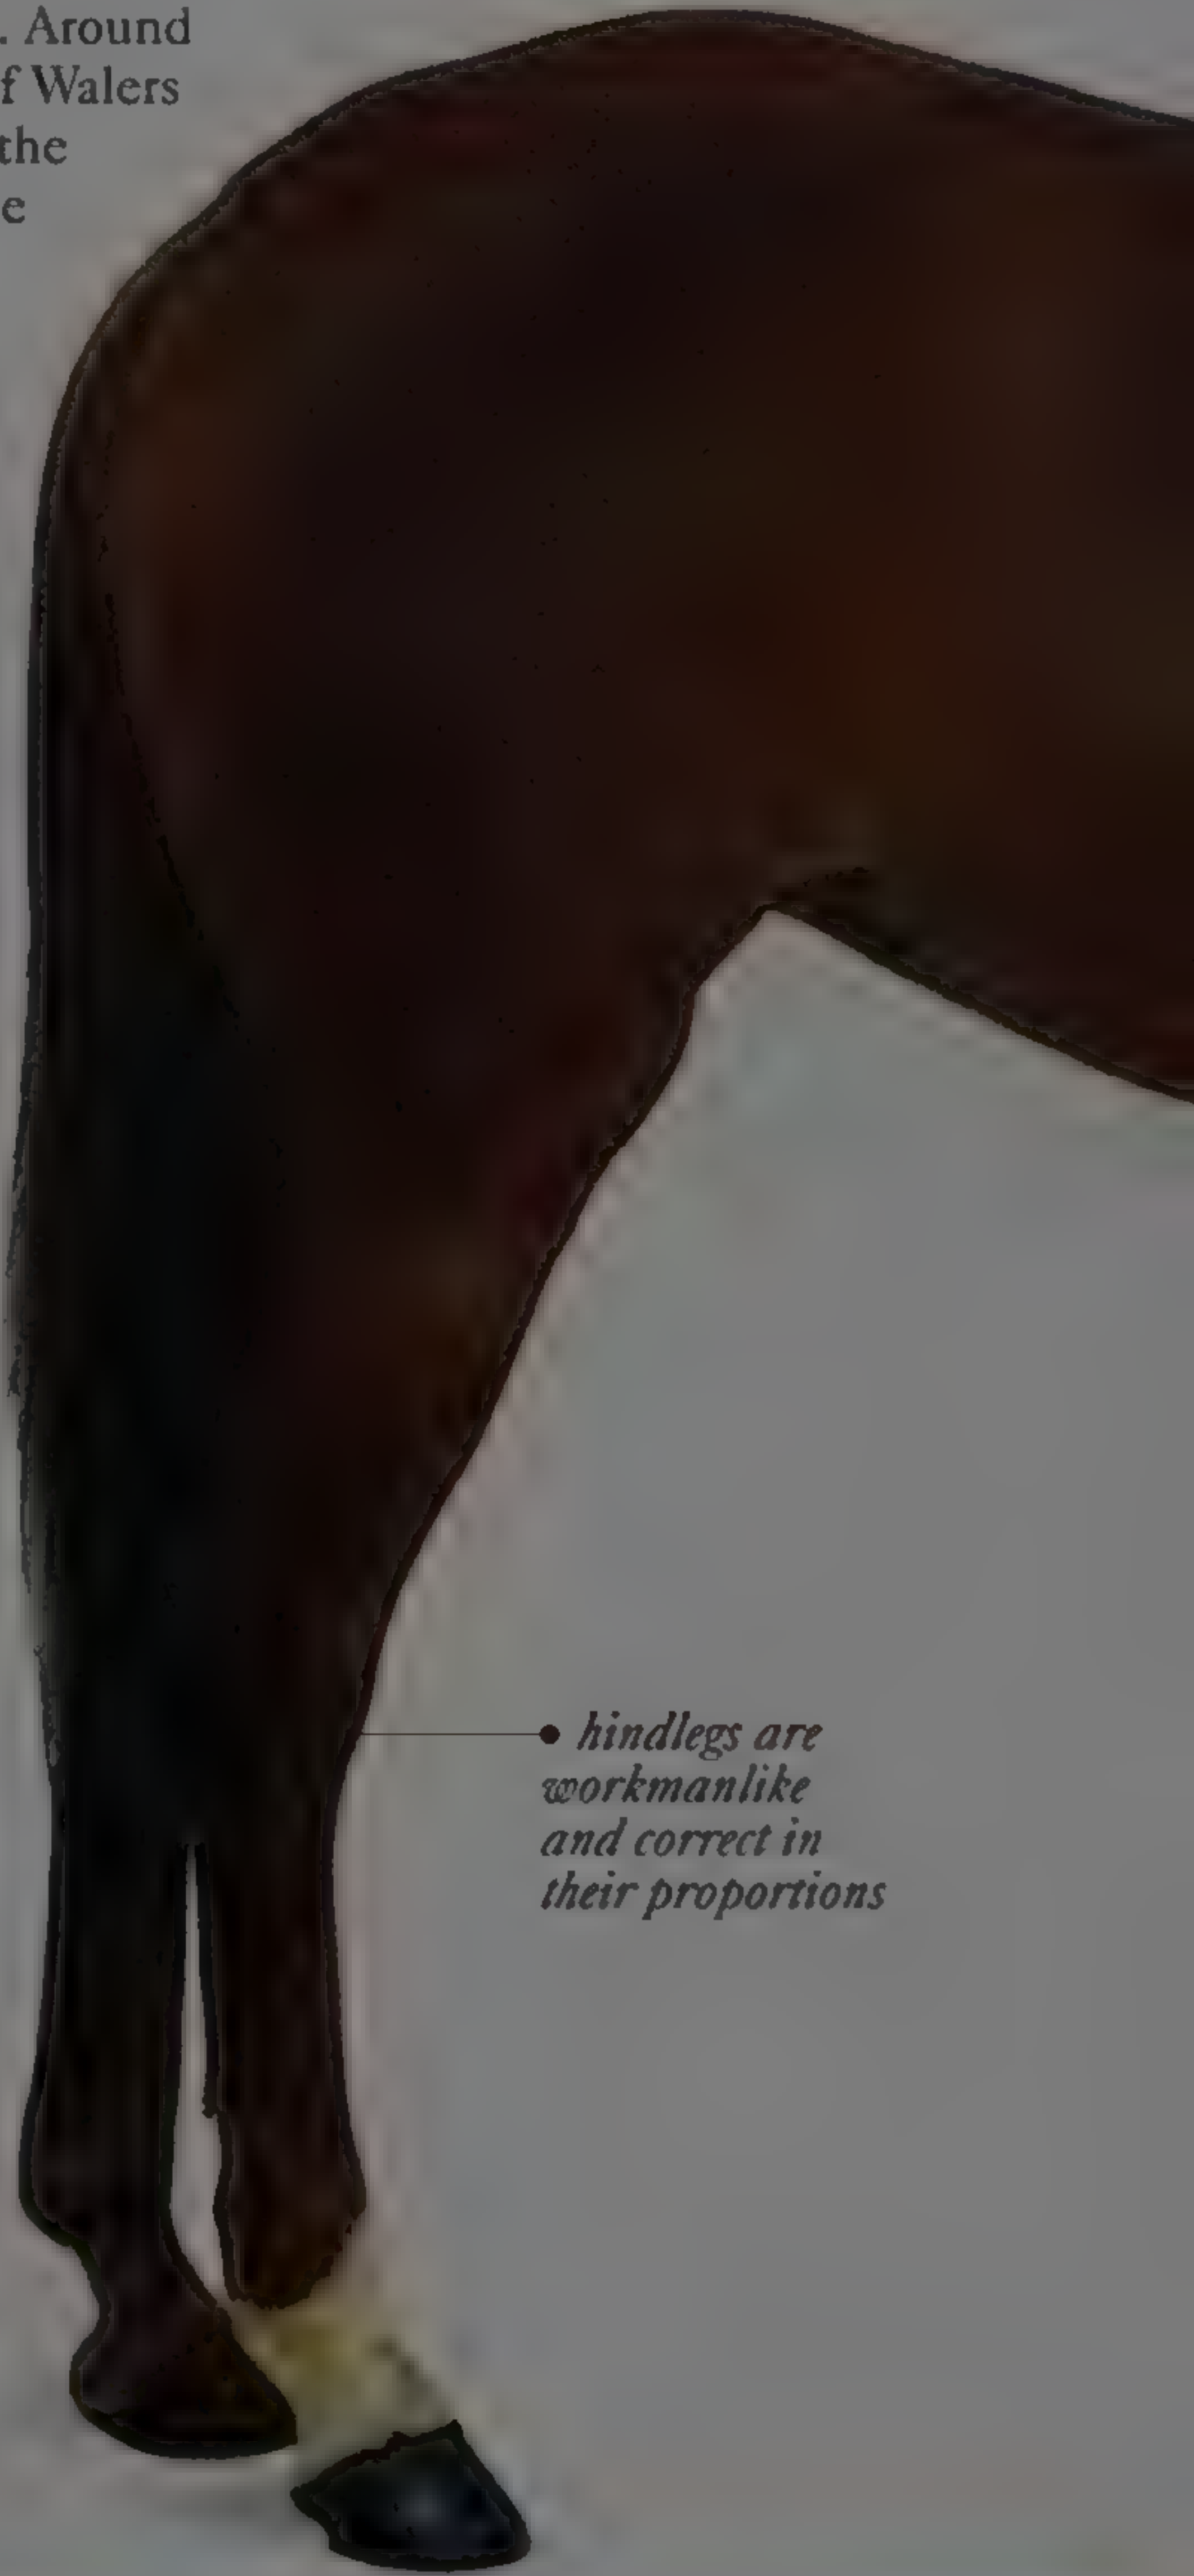 . Around
f Walers
the
e
hindlegs are
workmanlike
and correct in
their proportions